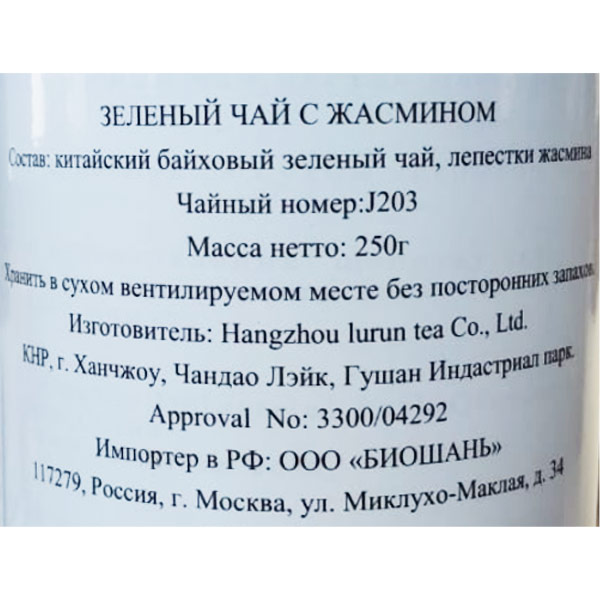 ЗЕЛЕНЫЙ ЧАЙ С ЖАСМИНОМ
Состав: китайский байховый зеленый чай, лепестки жасмина
Чайный номер:J203
Масса нетто: 250г
Хранить в сухом вентилируемом месте без посторонних запахов.
Изготовитель: Hangzhou lurun tea Co., Ltd.
КНР, г. Ханчжоу, Чандао Лэйк, Гушан Индастриал парк.
Approval No: 3300/04292
Импортер в РФ: ООО «БИОШАНЬ»
117279, Россия, г. Москва, ул. Миклухо-Маклая, д. 34